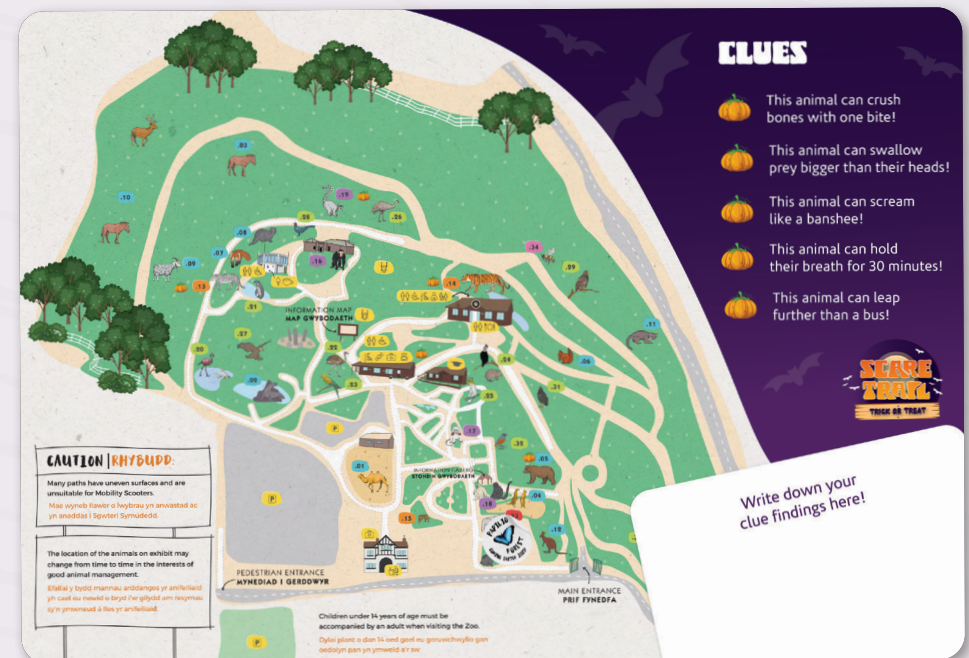 CLUES
This animal can crush
bones with one bite!
This animal can swallow
prey bigger than their heads!
This animal can scream
like a banshee!
This animal can hold
their breath for 30 minutes!
This animal can leap
further than a bus!
SCARE
TRAIL
TRICK OR TREAT
Write down your
clue findings here!
.03
.10
.19
.26
.28
.08
.07
.09
.13
.16
.34
.14
.29
.11
INFORMATION MAP
MAP GWYBODAETH
.21
.27
.22
.20
.23
.24
.06
.31
.25
.17
.35
.05
P
.01
STONDIN GWYBODAETH
.04
.18
P
.15
.12
PAPILIO
FOREST
CAUTION | RHYBUDD:
Many paths have uneven surfaces and are
unsuitable for Mobility Scooters.
Mae wyneb llawer o lwybrau yn anwastad ac
yn anaddas i Sgwteri Symudedd.
The location of the animals on exhibit may
change from time to time in the interests of
good animal management.
yn cael eu newid o bryd i'w gilydd am resymau
sy'n ymwneud â lles yr anifeiliaid.
PEDESTRIAN ENTRANCE
MYNEDIAD I GERDDWYR
MAIN ENTRANCE
PRIF FYNEDFA
P
Children under 14 years of age must be
accompanied by an adult when visiting the Zoo.
Dylai plant o dan 14 oed gael eu goruwchwylio gan
oedolyn pan yn ymweld a'r sw